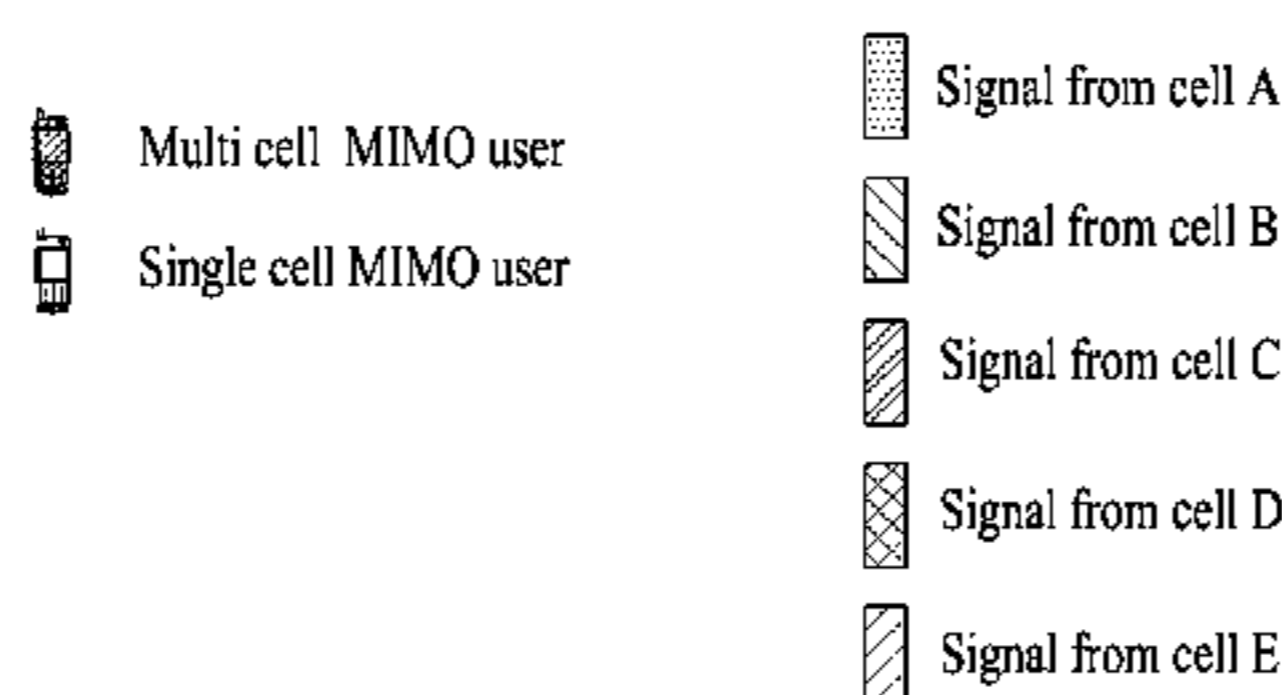 Multi cell MIMO user
Single cell MIMO user
Signal from cell A
Signal from cell B
Signal from cell C
Signal from cell D
Signal from cell E